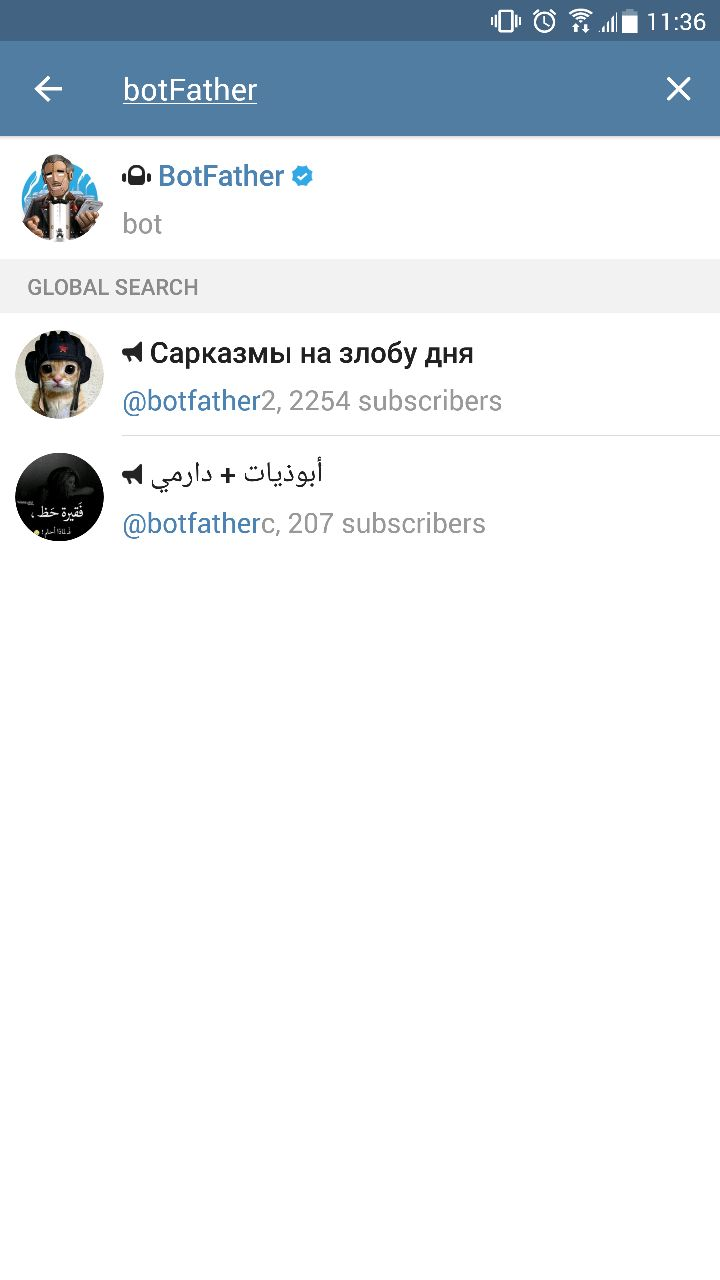 11:36
botFather
BotFather
bot
GLOBAL SEARCH
Сарказмы на злобу дня
@botfather2, 2254 subscribers
أبوذيات + دارمي
@botfatherc, 207 subscribers
فَقيرة حَظ،